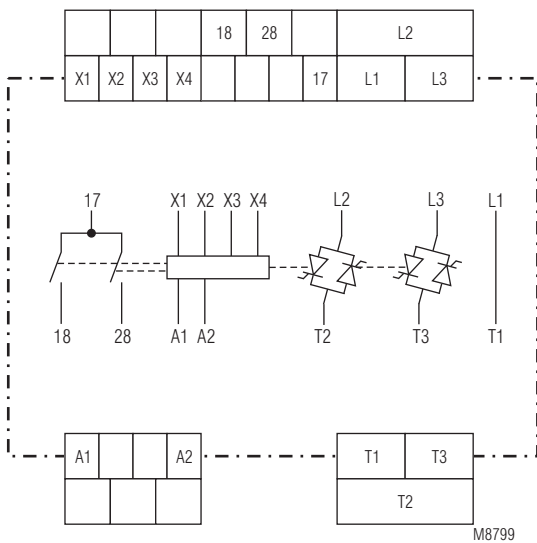 18 28 L2
X1 X2 X3 X4 17 L1 L3
17 X1 X2 X3 X4 L2 L3 L1
18 28 A1 A2 T2 T3 T1
A1 A2 T1 T3
T2
M8799